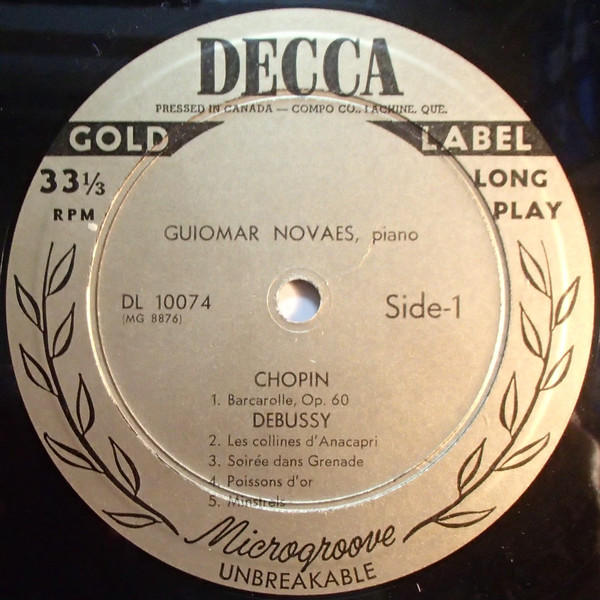 DECCA
PRESSED IN CANADA — COMPO CO., LACHINE, QUE.
GOLD LABEL
33 1/3 LONG
RPM PLAY
GUIOMAR NOVAES, piano
DL 10074 Side-1
(MG 8876)
CHOPIN
1. Barcarolle, Op. 60
DEBUSSY
2. Les collines d'Anacapri
3. Soirée dans Grenade
4. Poissons d'or
5. Minstrels
Microgroove
UNBREAKABLE